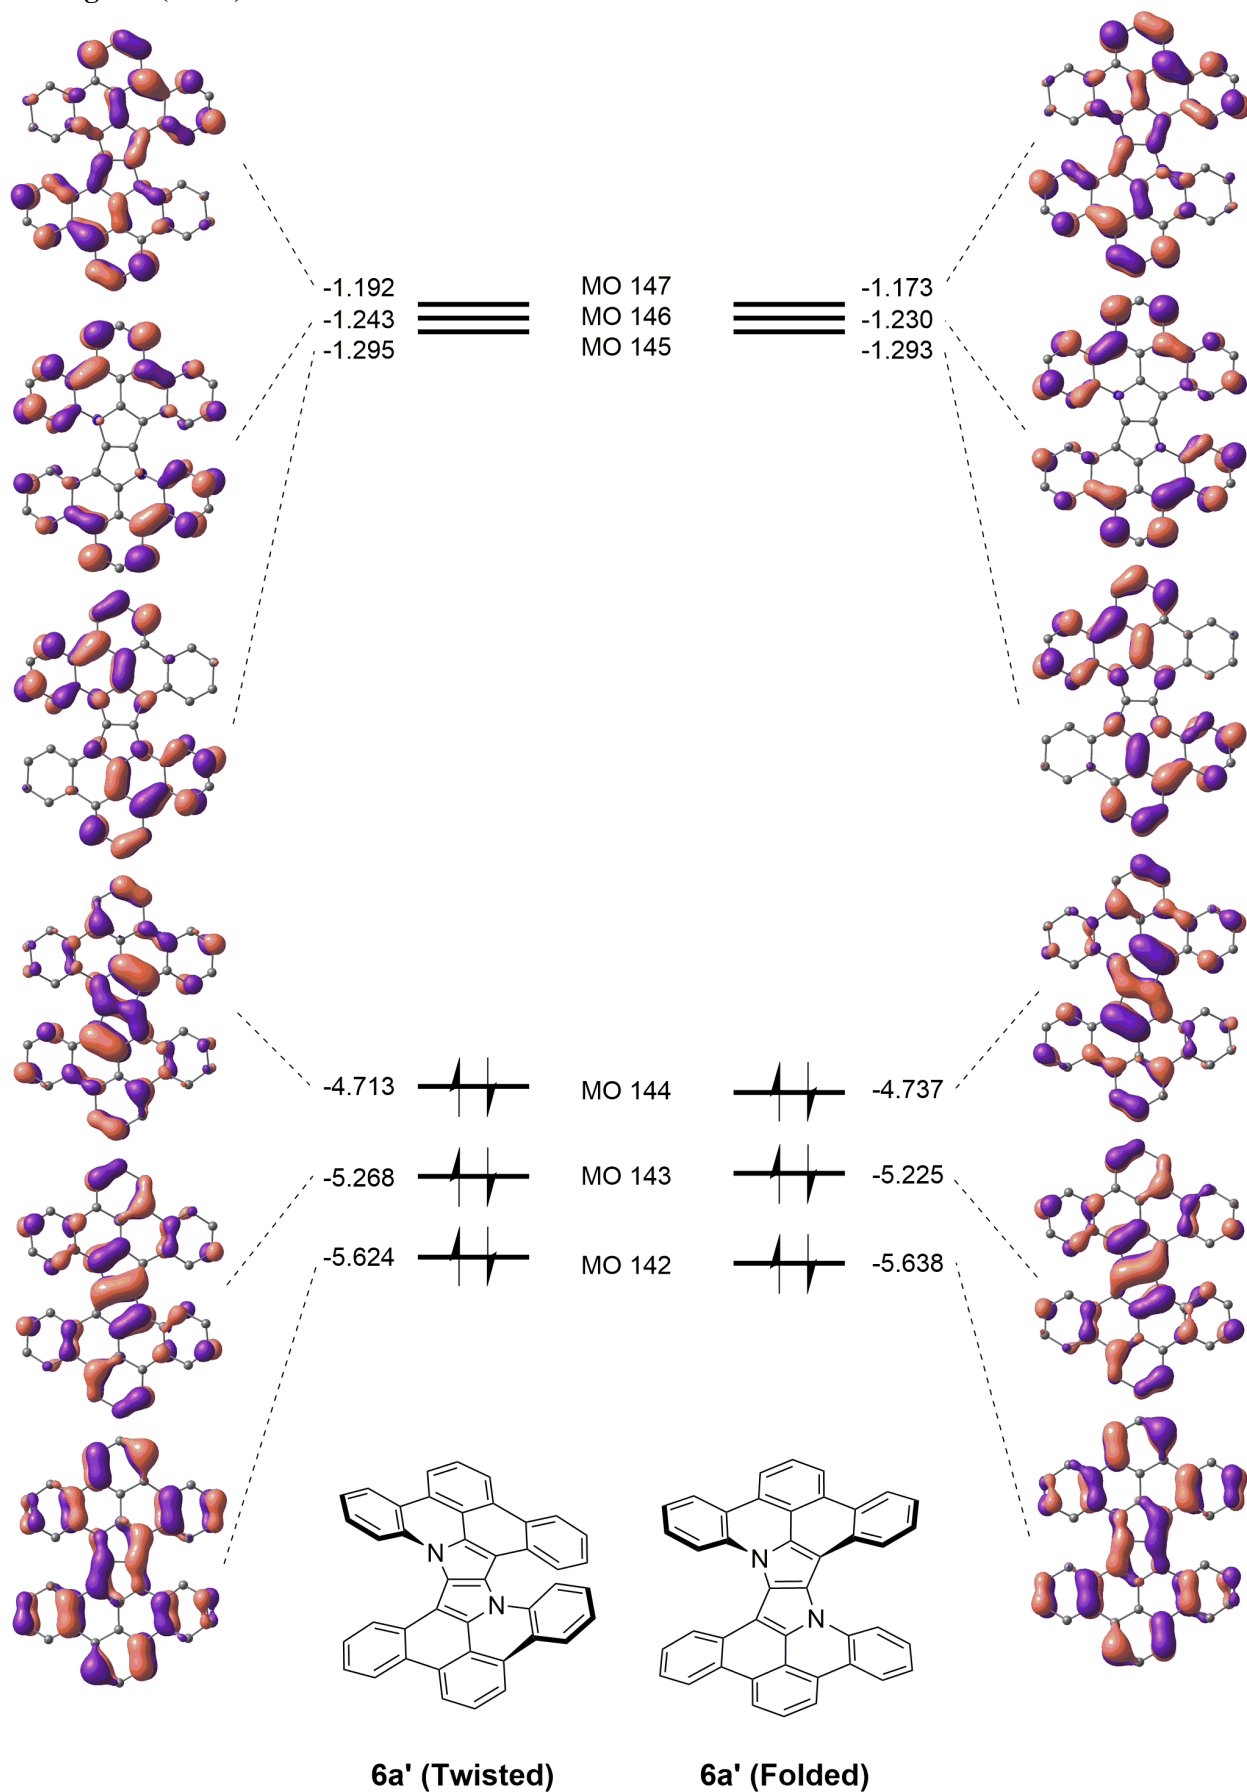 -1.192 MO 147 -1.173
-1.243 MO 146 -1.230
-1.295 MO 145 -1.293
-4.713 MO 144 -4.737
-5.268 MO 143 -5.225
-5.624 MO 142 -5.638
N N
N N
6a' (Twisted) 6a' (Folded)